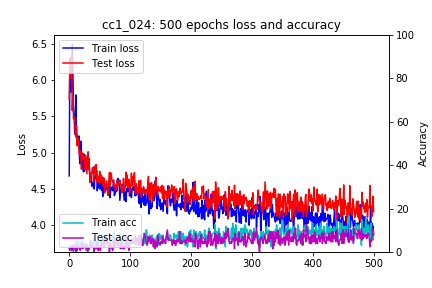 cc1_024: 500 epochs loss and accuracy
Train loss
Test loss
Train acc
Test acc
Loss
6.5
6.0
5.5
5.0
4.5
4.0
Accuracy
100
80
60
40
20
0
0
100
200
300
400
500